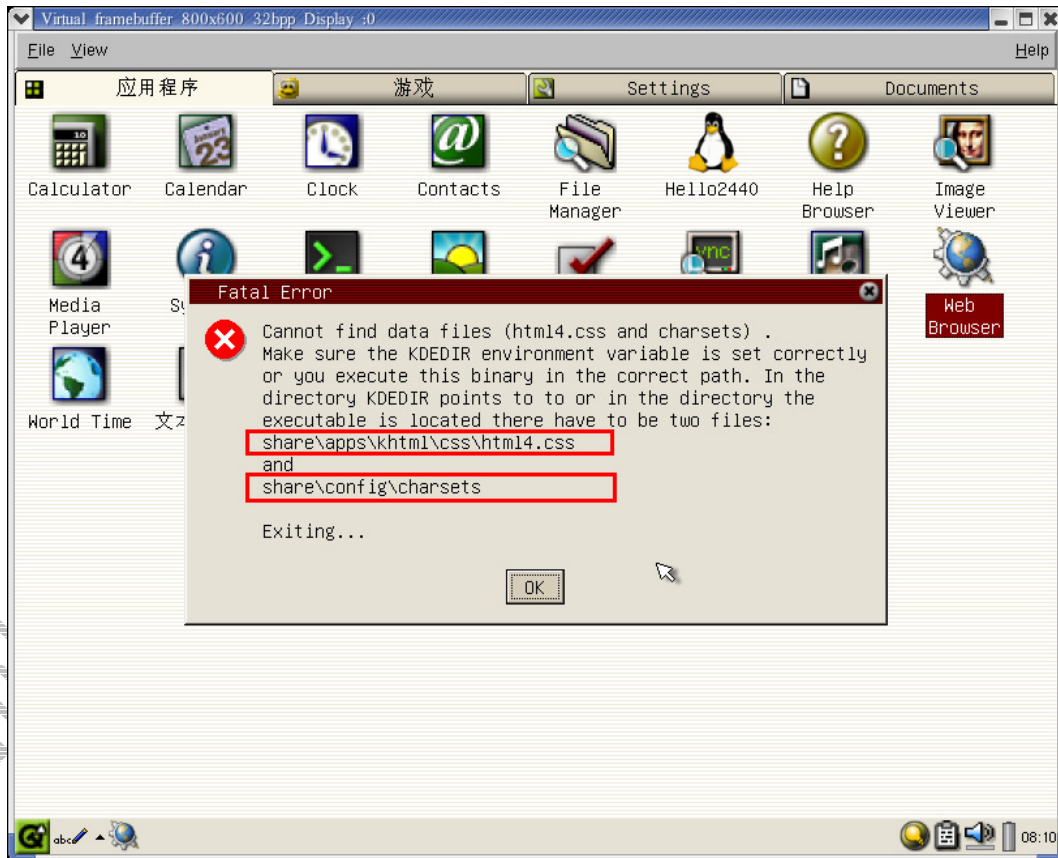 Virtual framebuffer 800x600 32bpp Display :0
File View Help
应用程序 游戏 Settings Documents
Calculator Calendar Clock Contacts File Manager Hello2440 Help Browser Image Viewer
vnc
Media Player
Web Browser
Fatal Error
Cannot find data files (html4.css and charsets) .
Make sure the KDEDIR environment variable is set correctly
or you execute this binary in the correct path. In the
directory KDEDIR points to to or in the directory the
executable is located there have to be two files:
share\apps\khtml\css\html4.css
and
share\config\charsets
Exiting...
OK
World Time 文
abc 08:10